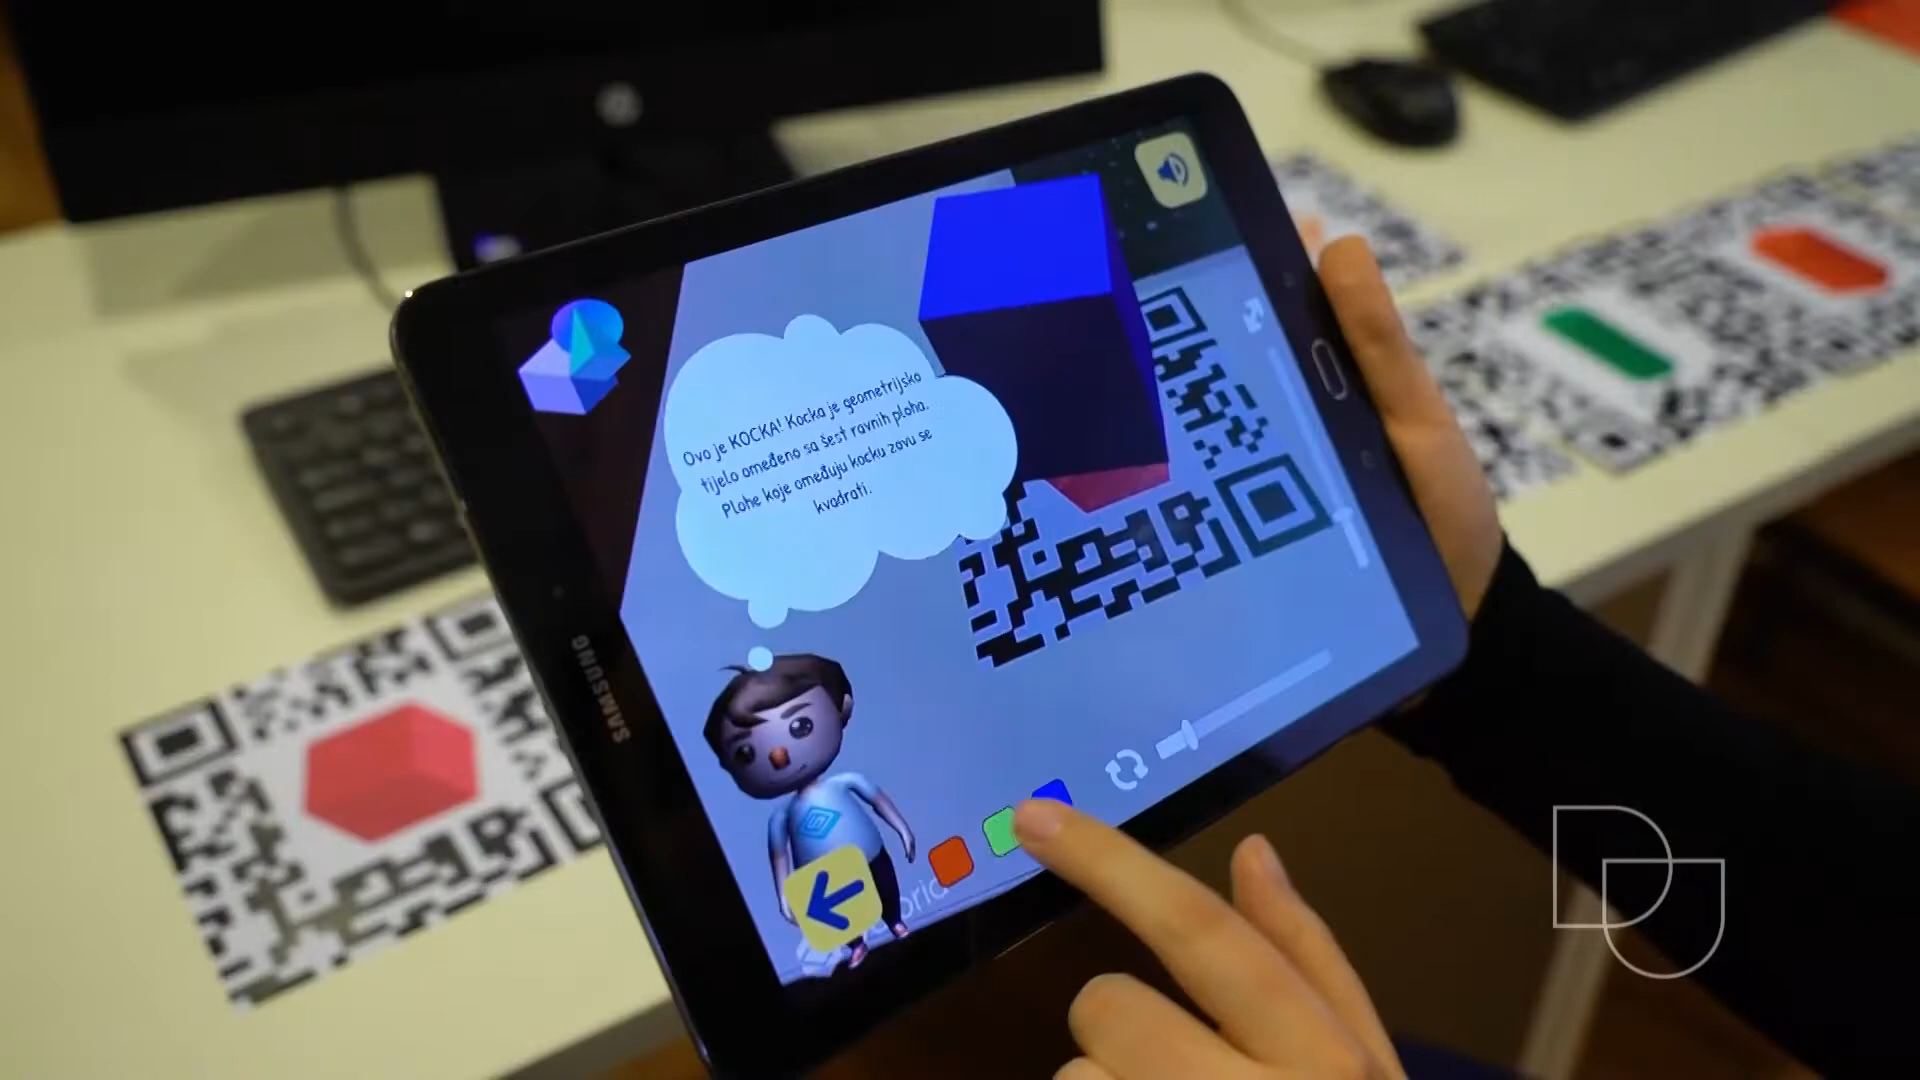 Ovo je KOCKA! Kocka je geometrijsko
tijelo omeđeno sa šest ravnih ploha.
Plohe koje omeđuju kocku zovu se
kvadrati.
SAMSUNG